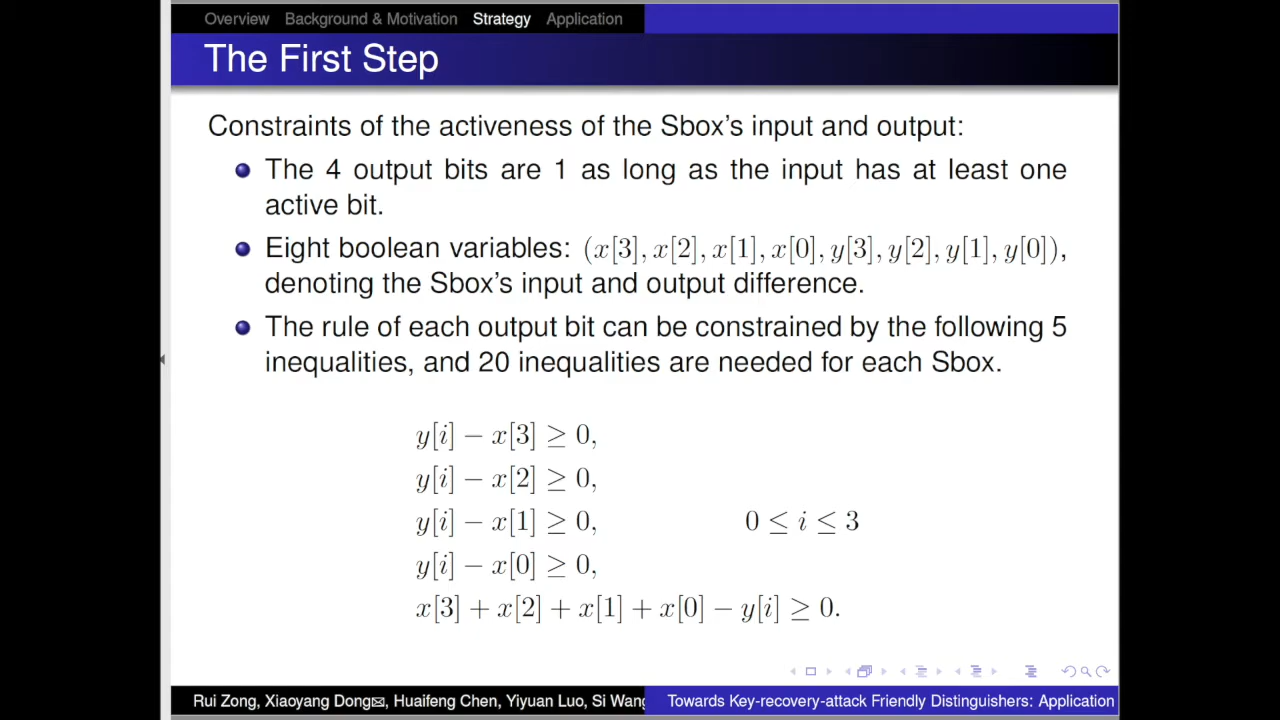 Overview Background & Motivation Strategy Application
The First Step
Constraints of the activeness of the Sbox's input and output:
The 4 output bits are 1 as long as the input has at least one
active bit.
Eight boolean variables: (x[3], x[2], x[1], x[0], y[3], y[2], y[1], y[0]),
denoting the Sbox's input and output difference.
The rule of each output bit can be constrained by the following 5
inequalities, and 20 inequalities are needed for each Sbox.
y[i] − x[3] ≥ 0,
y[i] − x[2] ≥ 0,
y[i] − x[1] ≥ 0, 0 ≤ i ≤ 3
y[i] − x[0] ≥ 0,
x[3] + x[2] + x[1] + x[0] − y[i] ≥ 0.
Rui Zong, Xiaoyang Dong✉, Huaifeng Chen, Yiyuan Luo, Si Wang Towards Key-recovery-attack Friendly Distinguishers: Application